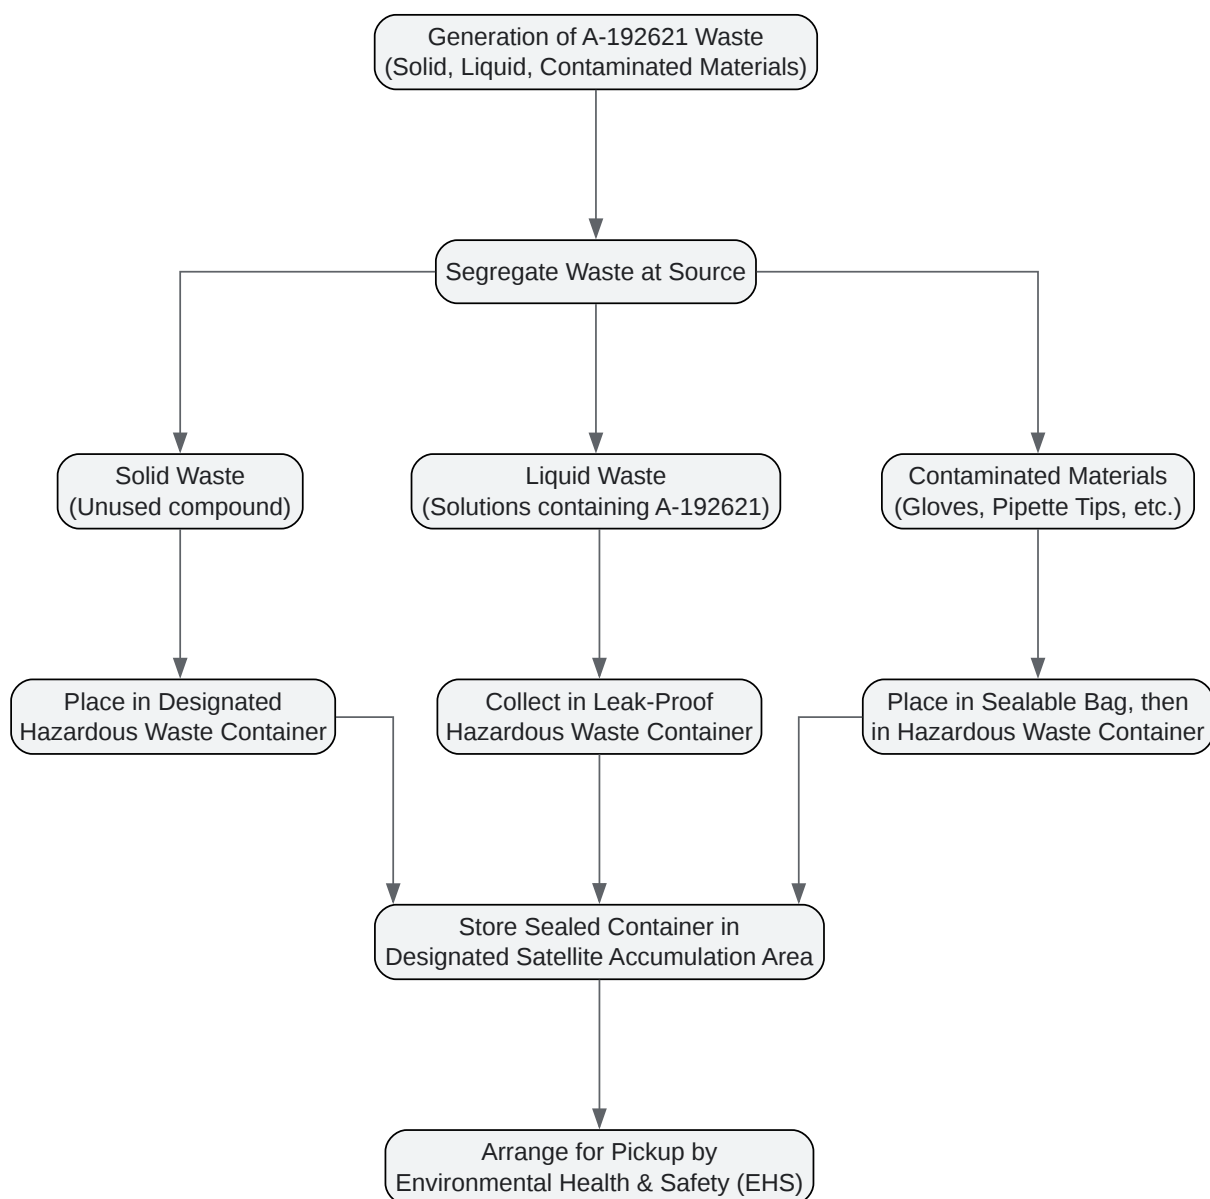 Generation of A-192621 Waste
(Solid, Liquid, Contaminated Materials)
Segregate Waste at Source
Solid Waste
(Unused compound)
Liquid Waste
(Solutions containing A-192621)
Contaminated Materials
(Gloves, Pipette Tips, etc.)
Place in Designated
Hazardous Waste Container
Collect in Leak-Proof
Hazardous Waste Container
Place in Sealable Bag, then
in Hazardous Waste Container
Store Sealed Container in
Designated Satellite Accumulation Area
Arrange for Pickup by
Environmental Health & Safety (EHS)